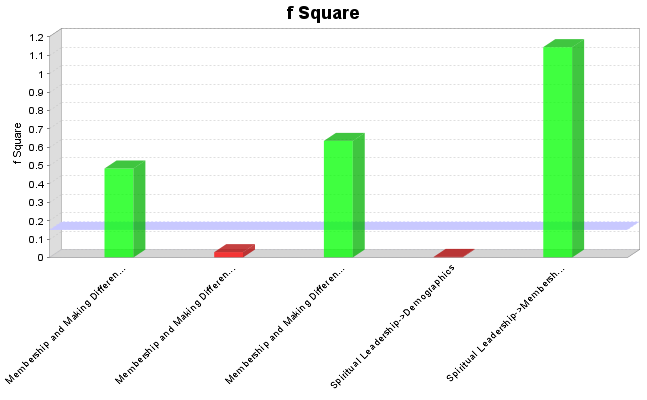 f Square
f Square
1.2
1.1
1
0.9
0.8
0.7
0.6
0.5
0.4
0.3
0.2
0.1
0
Membership and Making Differen...
Membership and Making Differen...
Membership and Making Differen...
Spiritual Leadership->Demographics
Spiritual Leadership->Membersh...